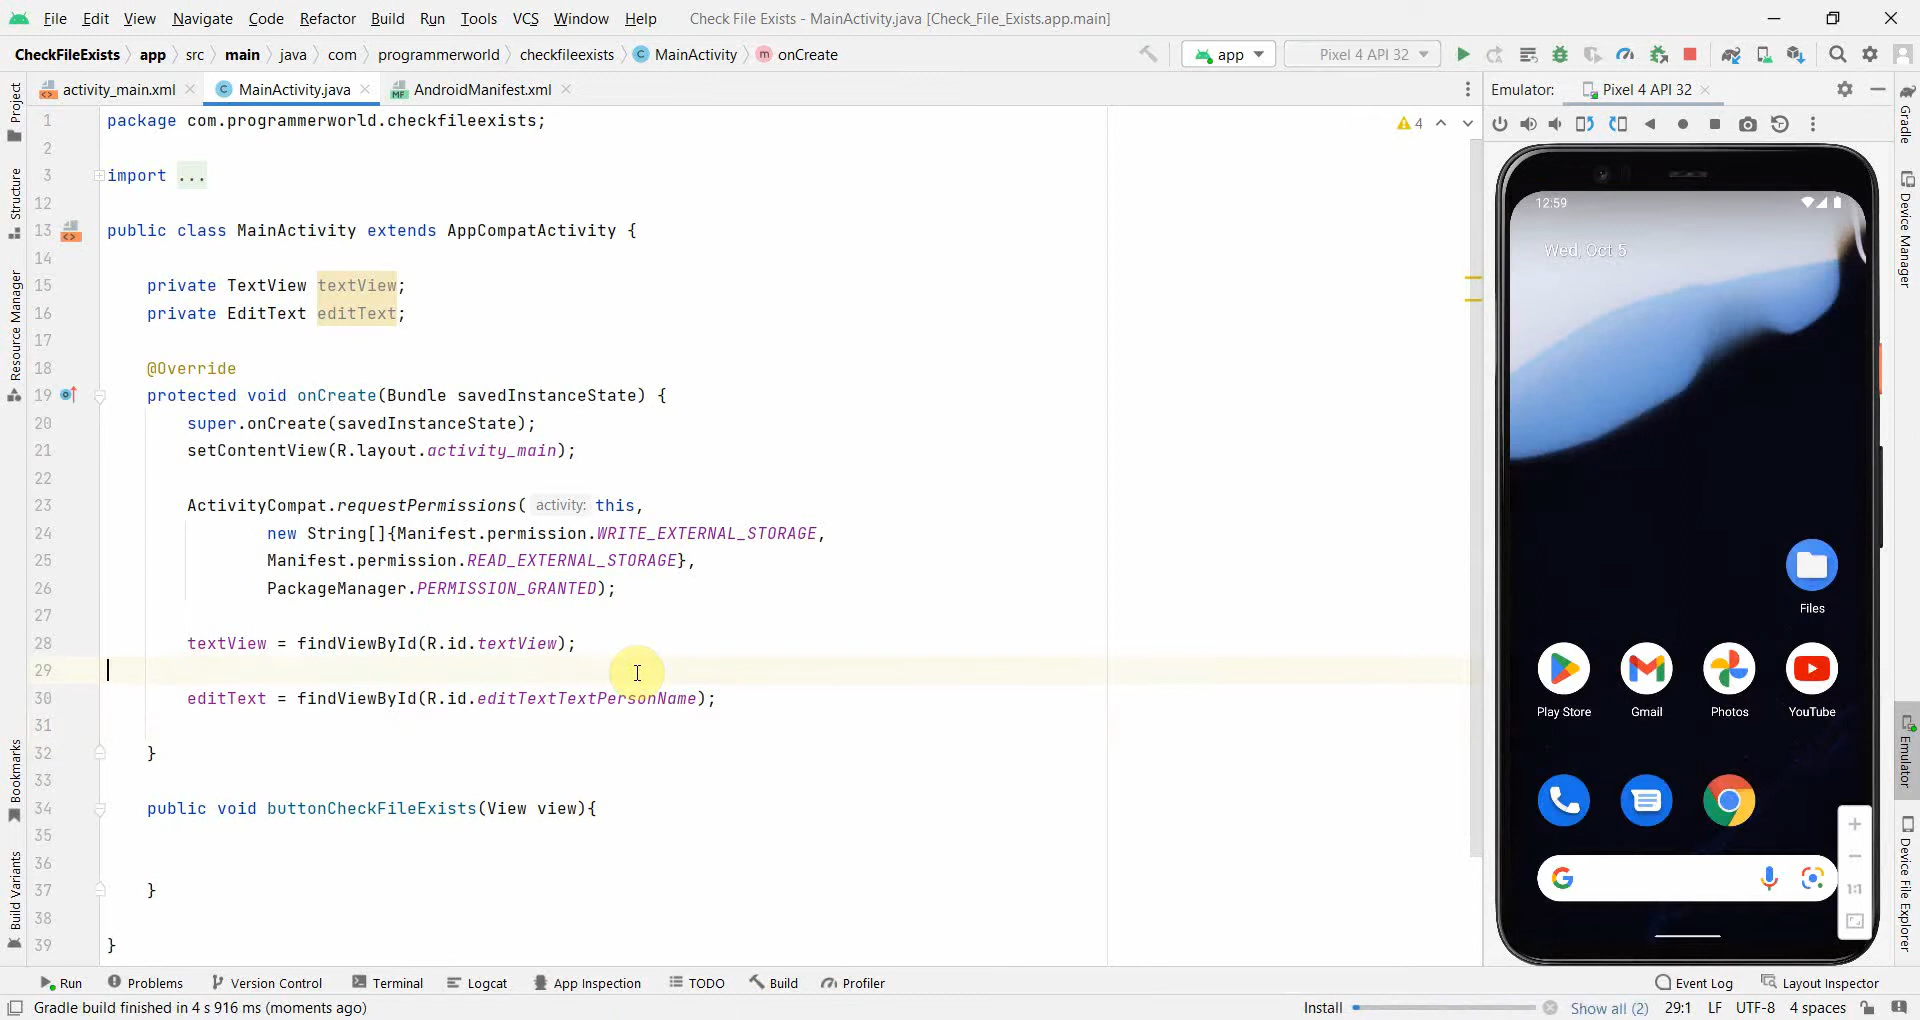 File Edit View Navigate Code Refactor Build Run Tools VCS Window Help Check File Exists - MainActivity.java [Check_File_Exists.app.main]
CheckFileExists app src main java com programmerworld checkfileexists C MainActivity m onCreate app Pixel 4 API 32
activity_main.xml MainActivity.java AndroidManifest.xml Emulator: Pixel 4 API 32
Project
Structure
Resource Manager
Bookmarks
Build Variants
4
1 package com.programmerworld.checkfileexists;
2
3 import ...
12
13 public class MainActivity extends AppCompatActivity {
14
15 private TextView textView;
16 private EditText editText;
17
18 @Override
19 protected void onCreate(Bundle savedInstanceState) {
20 super.onCreate(savedInstanceState);
21 setContentView(R.layout.activity_main);
22
23 ActivityCompat.requestPermissions( activity: this,
24 new String[]{Manifest.permission.WRITE_EXTERNAL_STORAGE,
25 Manifest.permission.READ_EXTERNAL_STORAGE},
26 PackageManager.PERMISSION_GRANTED);
27
28 textView = findViewById(R.id.textView);
29
30 editText = findViewById(R.id.editTextTextPersonName);
31
32 }
33
34 public void buttonCheckFileExists(View view){
35
36
37 }
38
39 }
12:59
Wed, Oct 5
Files
Play Store Gmail Photos YouTube
G
1:1
Gradle
Device Manager
Emulator
Device File Explorer
Run Problems Version Control Terminal Logcat App Inspection TODO Build Profiler Event Log Layout Inspector
Gradle build finished in 4 s 916 ms (moments ago) Install Show all (2) 29:1 LF UTF-8 4 spaces